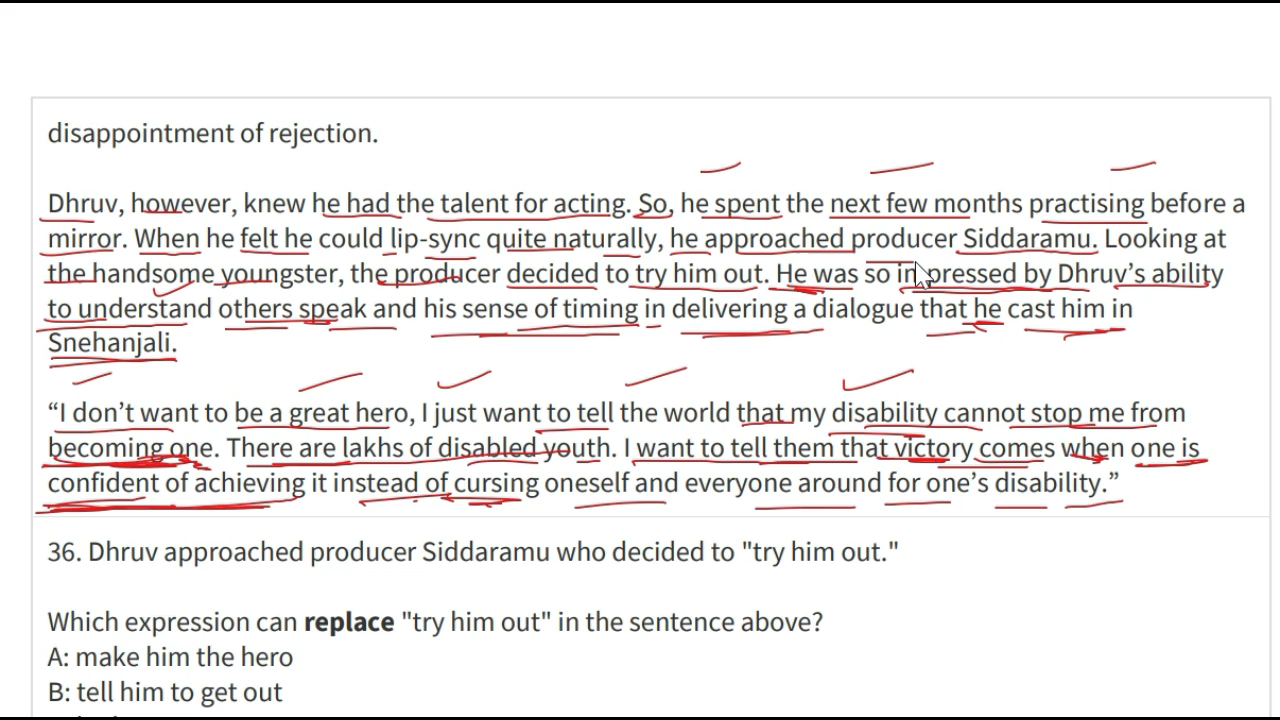 disappointment of rejection.
Dhruv, however, knew he had the talent for acting. So, he spent the next few months practising before a
mirror. When he felt he could lip-sync quite naturally, he approached producer Siddaramu. Looking at
the handsome youngster, the producer decided to try him out. He was so impressed by Dhruv’s ability
to understand others speak and his sense of timing in delivering a dialogue that he cast him in
Snehanjali.
“I don’t want to be a great hero, I just want to tell the world that my disability cannot stop me from
becoming one. There are lakhs of disabled youth. I want to tell them that victory comes when one is
confident of achieving it instead of cursing oneself and everyone around for one’s disability.”
36. Dhruv approached producer Siddaramu who decided to "try him out."
Which expression can replace "try him out" in the sentence above?
A: make him the hero
B: tell him to get out